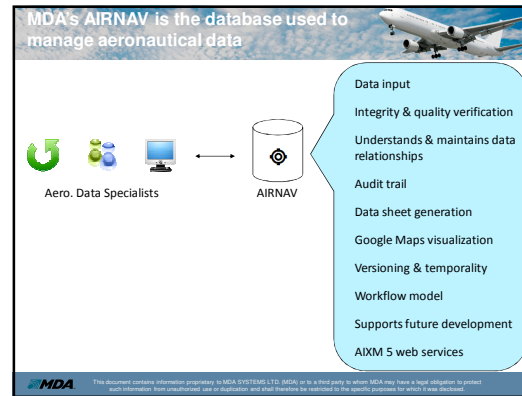 MDA's AIRNAV is the database used to
manage aeronautical data
Aero. Data Specialists
AIRNAV
Data input
Integrity & quality verification
Understands & maintains data
relationships
Audit trail
Data sheet generation
Google Maps visualization
Versioning & temporality
Workflow model
Supports future development
AIXM 5 web services
MDA
This document contains information proprietary to MDA SYSTEMS LTD. (MDA) or to a third party to whom MDA may have a legal obligation to protect
such information from unauthorized use or duplication and shall therefore be restricted to the specific purposes for which it was disclosed.